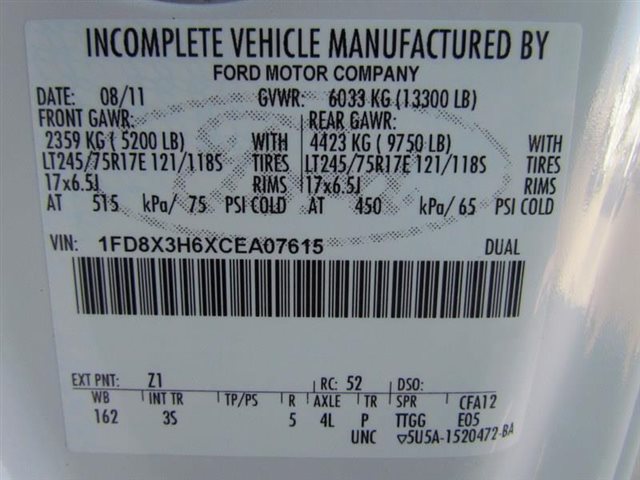 INCOMPLETE VEHICLE MANUFACTURED BY
FORD MOTOR COMPANY
DATE: 08/11 GVWR: 6033 KG (13300 LB)
FRONT GAWR: REAR GAWR:
2359 KG ( 5200 LB) WITH 4423 KG ( 9750 LB) WITH
LT245/75R17E 121/118S TIRES LT245/75R17E 121/118S TIRES
17x6.5J RIMS 17x6.5J RIMS
AT 515 kPa/ 75 PSI COLD AT 450 kPa/ 65 PSI COLD
VIN: 1FD8X3H6XCEA07615 DUAL
EXT PNT: Z1 RC: 52 DSO:
WB INT TR TP/PS R AXLE TR SPR CFA12
162 3S 5 4L P TTGG E05
UNC ▽5U5A-1520472-BA